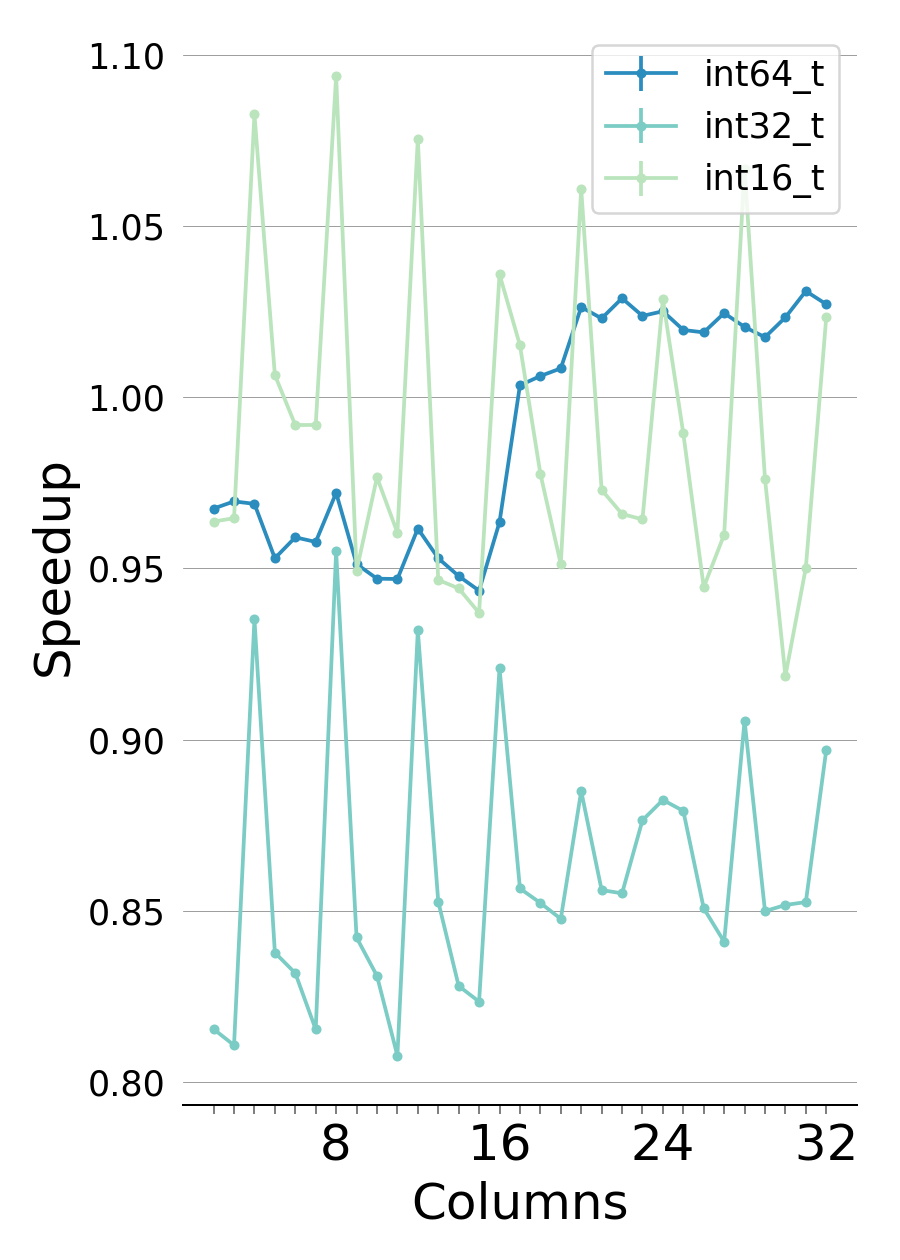 1.10
1.05
1.00
0.95
0.90
0.85
0.80
Speedup
int64_t
int32_t
int16_t
8 16 24 32
Columns